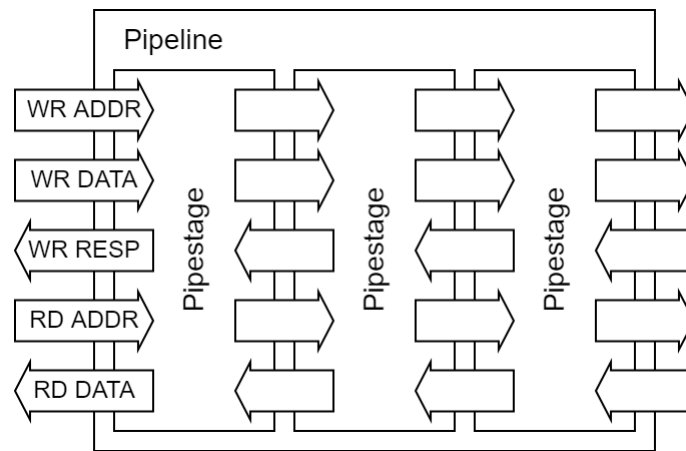 Pipeline
WR ADDR
WR DATA
WR RESP
RD ADDR
RD DATA
Pipestage
Pipestage
Pipestage